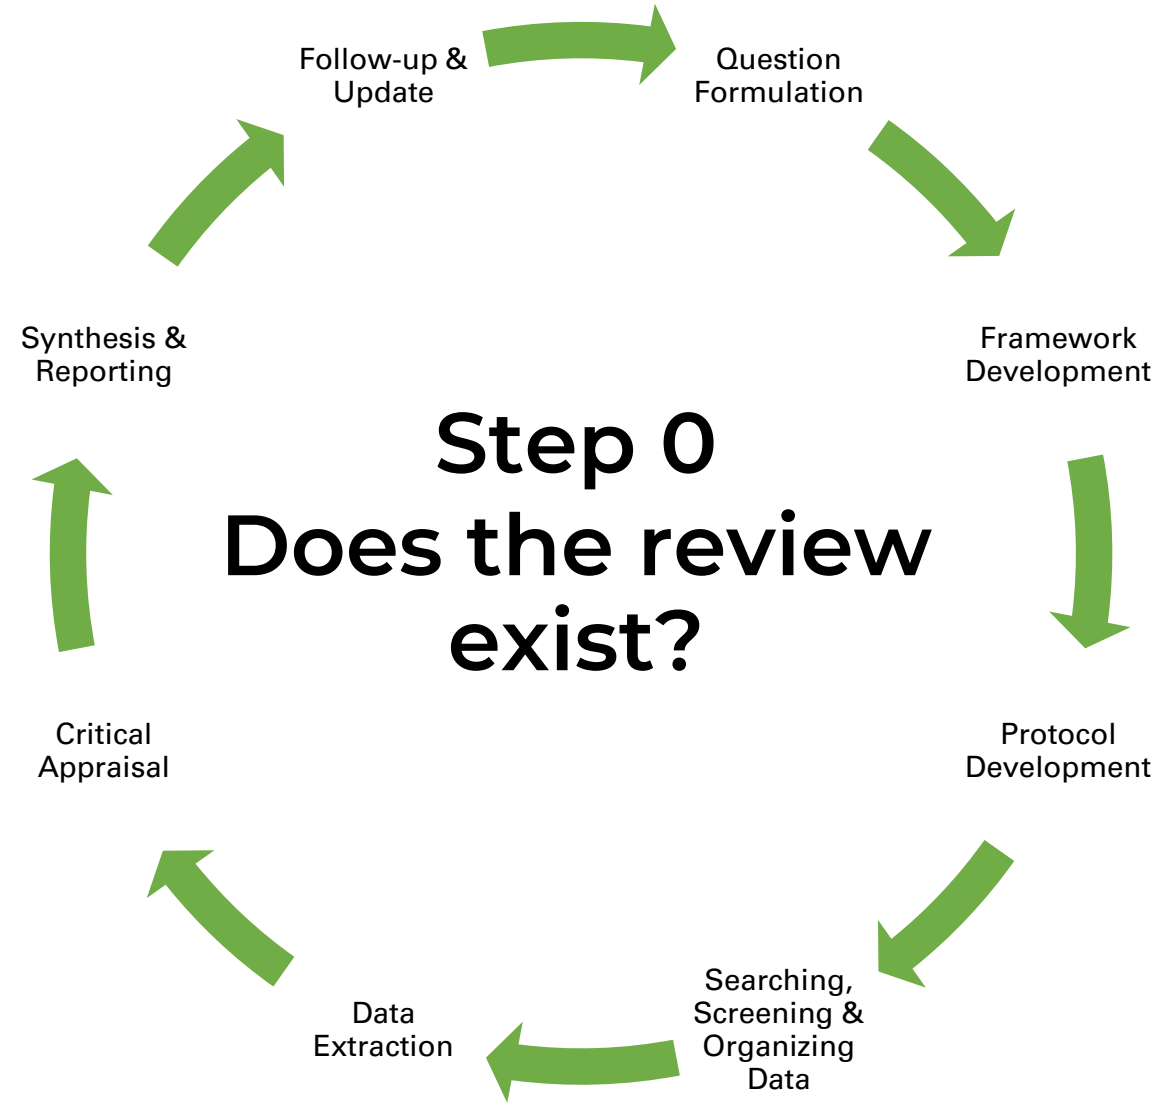 Follow-up &
Update
Question
Formulation
Framework
Development
Protocol
Development
Searching,
Screening &
Organizing
Data
Data
Extraction
Critical
Appraisal
Synthesis &
Reporting
Step 0
Does the review
exist?